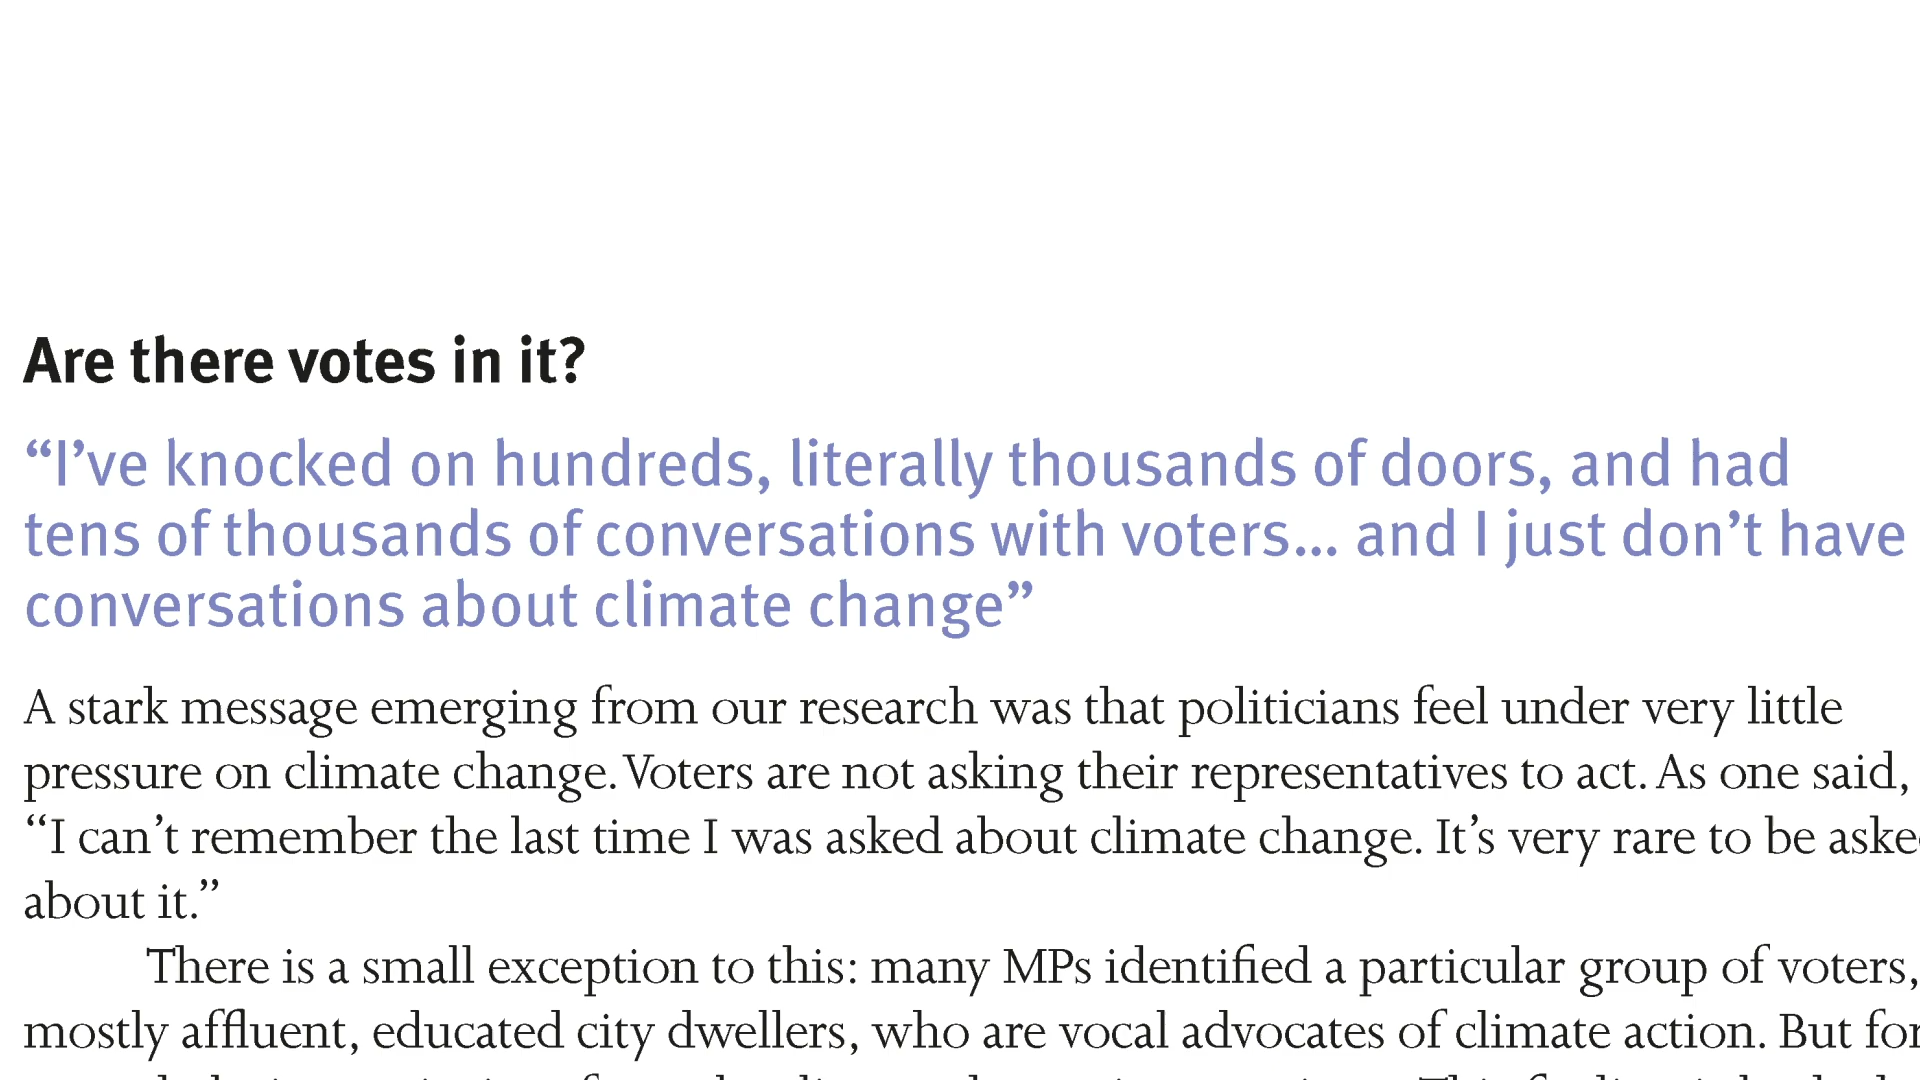 Are there votes in it?
“I’ve knocked on hundreds, literally thousands of doors, and had
tens of thousands of conversations with voters... and I just don’t have
conversations about climate change”
A stark message emerging from our research was that politicians feel under very little
pressure on climate change. Voters are not asking their representatives to act. As one said,
“I can’t remember the last time I was asked about climate change. It’s very rare to be
about it.”
There is a small exception to this: many MPs identified a particular group of voters,
mostly affluent, educated city dwellers, who are vocal advocates of climate action. But for